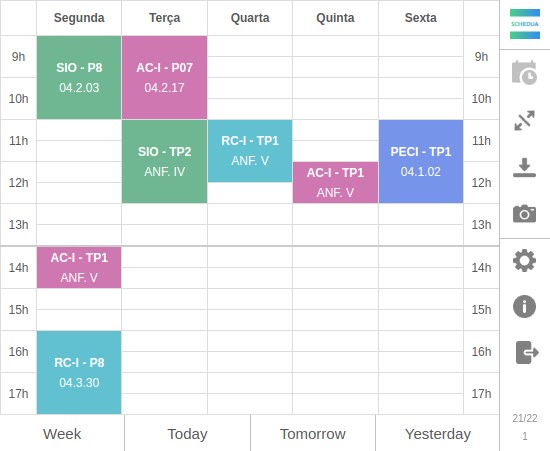 Segunda Terça Quarta Quinta Sexta
SCHEDUA
9h SIO - P8 AC-I - P07 9h
04.2.03 04.2.17
10h 10h
11h RC-I - TP1 11h
SIO - TP2 PECI - TP1
ANF. IV ANF. V 04.1.02
12h AC-I - TP1 12h
ANF. V
13h 13h
AC-I - TP1
14h 14h
ANF. V
15h 15h
16h 16h
RC-I - P8
04.3.30
17h 17h
21/22
1
Week Today Tomorrow Yesterday